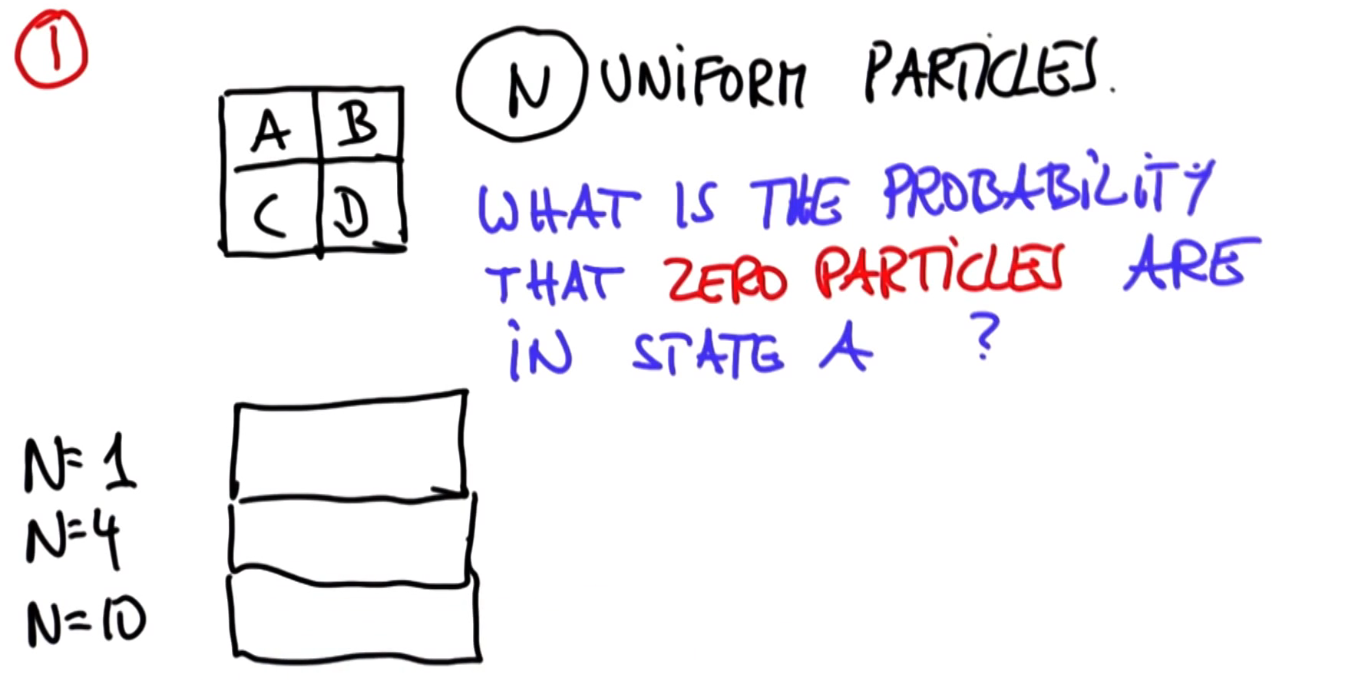 1
N UNIFORM PARTICLES.
A B
C D
WHAT IS THE PROBABILITY
THAT ZERO PARTICLES ARE
IN STATE A ?
N=1
N=4
N=10